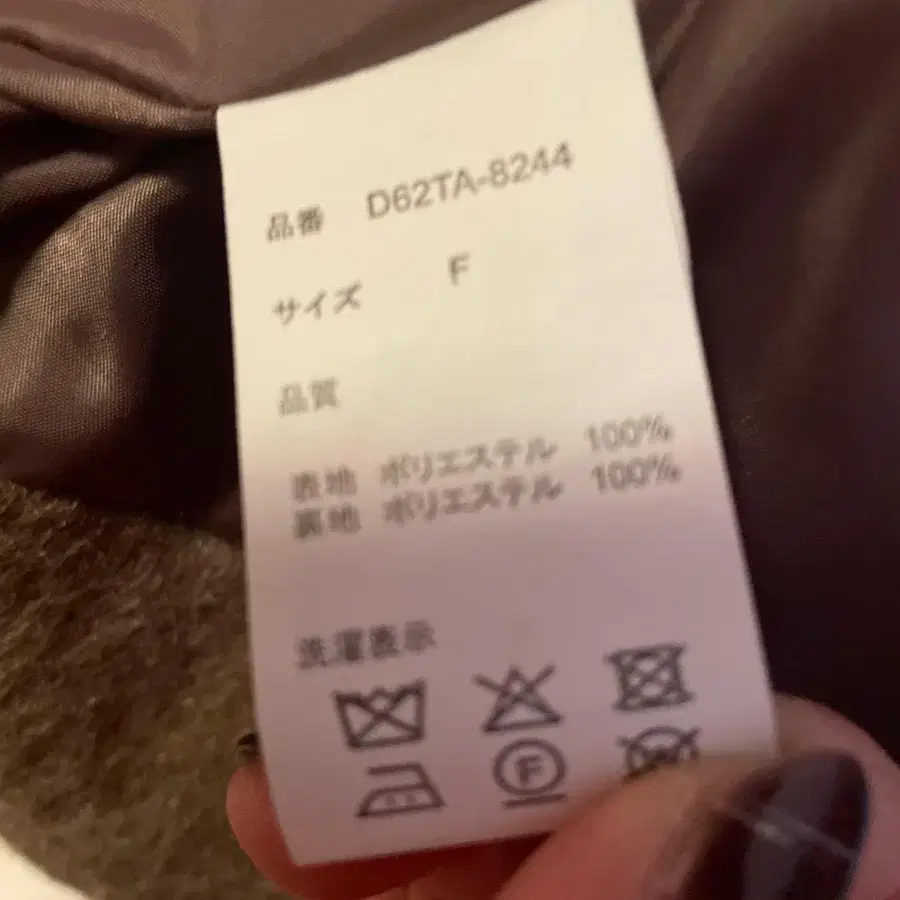 品番 D62TA-8244
サイズ F
品質
表地 ポリエステル 100%
裏地 ポリエステル 100%
洗濯表示
F
W